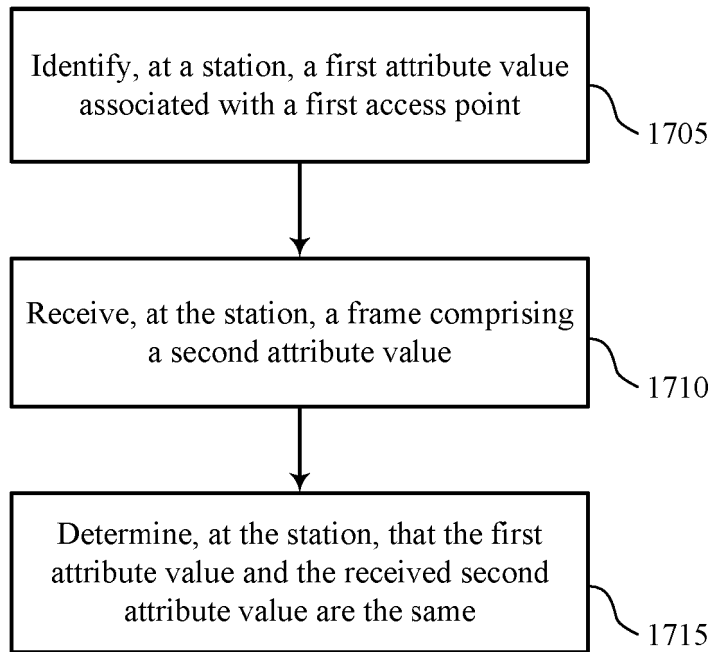 Identify, at a station, a first attribute value
associated with a first access point
1705
Receive, at the station, a frame comprising
a second attribute value
1710
Determine, at the station, that the first
attribute value and the received second
attribute value are the same
1715